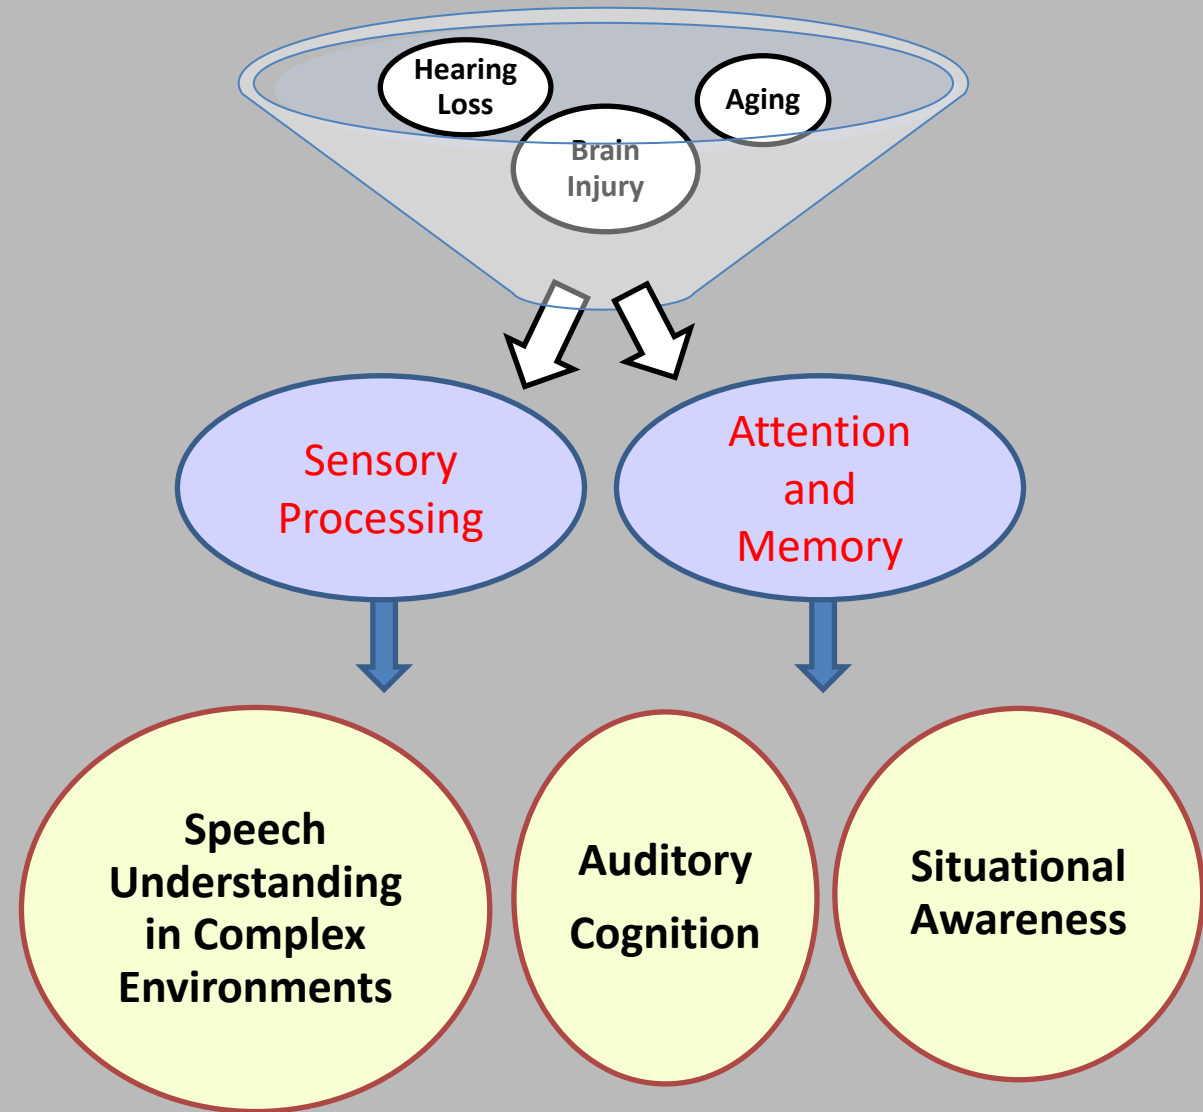 Hearing
Loss
Aging
Brain
Injury
Sensory
Processing
Attention
and
Memory
Speech
Understanding
in Complex
Environments
Auditory
Cognition
Situational
Awareness